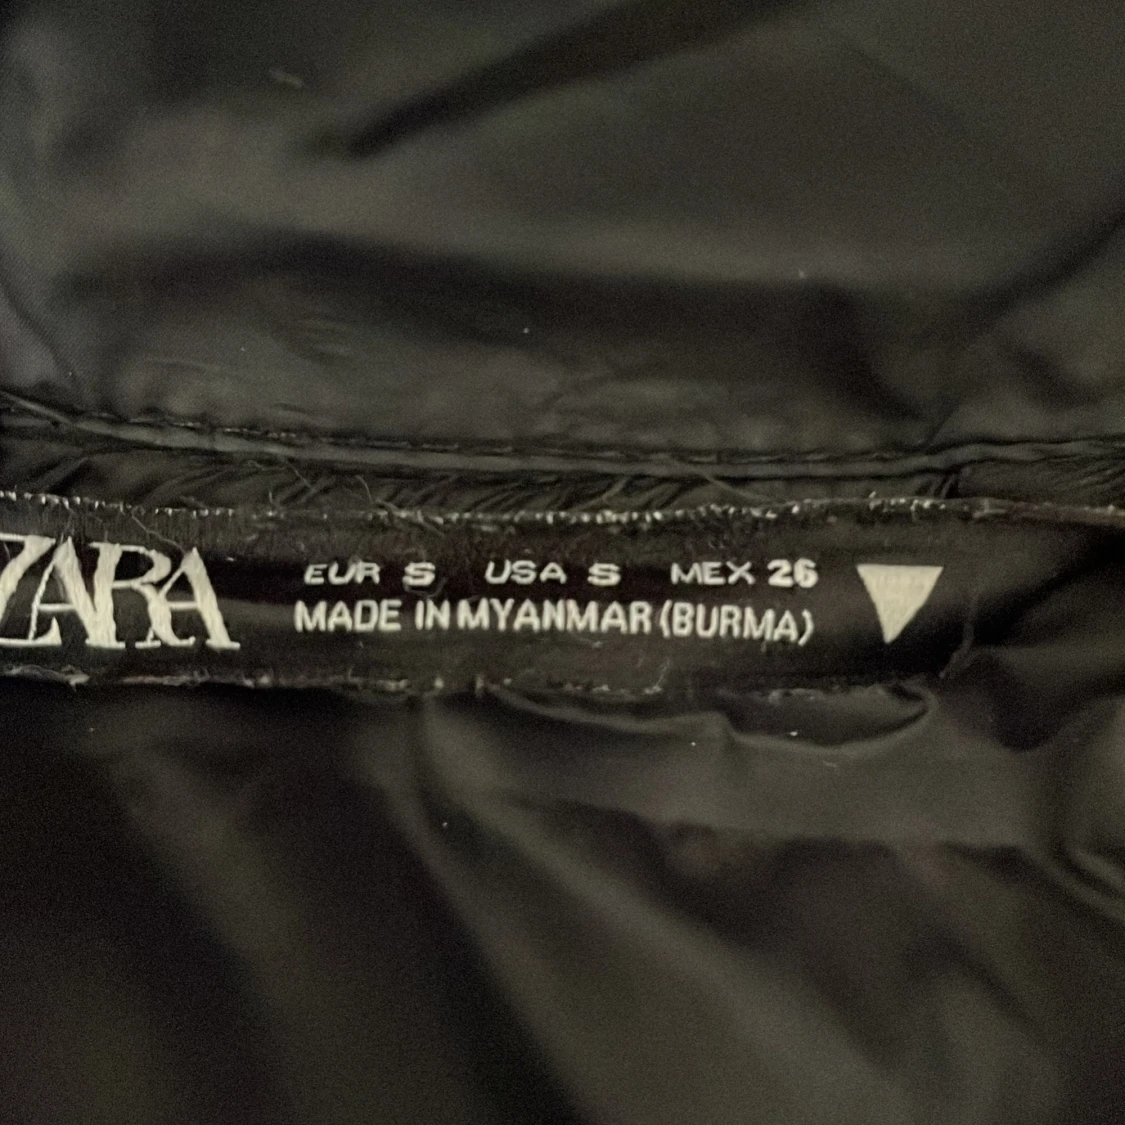 ZARA
EUR S USA S MEX 26
MADE IN MYANMAR (BURMA)